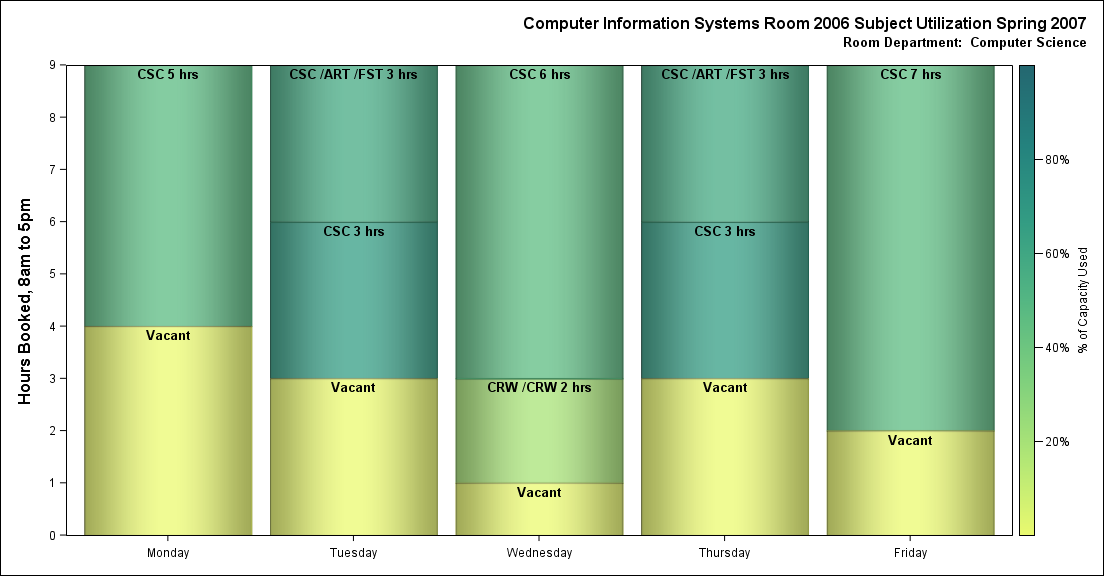 Computer Information Systems Room 2006 Subject Utilization Spring 2007
Room Department:  Computer Science
Hours Booked, 8am to 5pm
9
8
7
6
5
4
3
2
1
0
CSC 5 hrs
Vacant
CSC /ART /FST 3 hrs
CSC 3 hrs
Vacant
CSC 6 hrs
CRW /CRW 2 hrs
Vacant
CSC /ART /FST 3 hrs
CSC 3 hrs
Vacant
CSC 7 hrs
Vacant
Monday
Tuesday
Wednesday
Thursday
Friday
80%
60%
40%
20%
% of Capacity Used